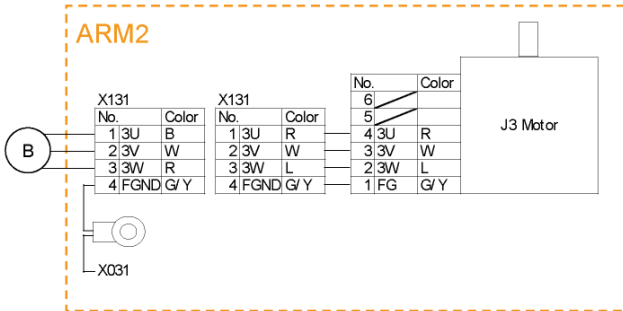 ARM2
No. Color
X131 X131 6
No. Color No. Color 5
1 3U B 1 3U R 4 3U R
B 2 3V W 2 3V W 3 3V W
3 3W R 3 3W L 2 3W L
4 FGND G/Y 4 FGND G/Y 1 FG G/Y
J3 Motor
X031